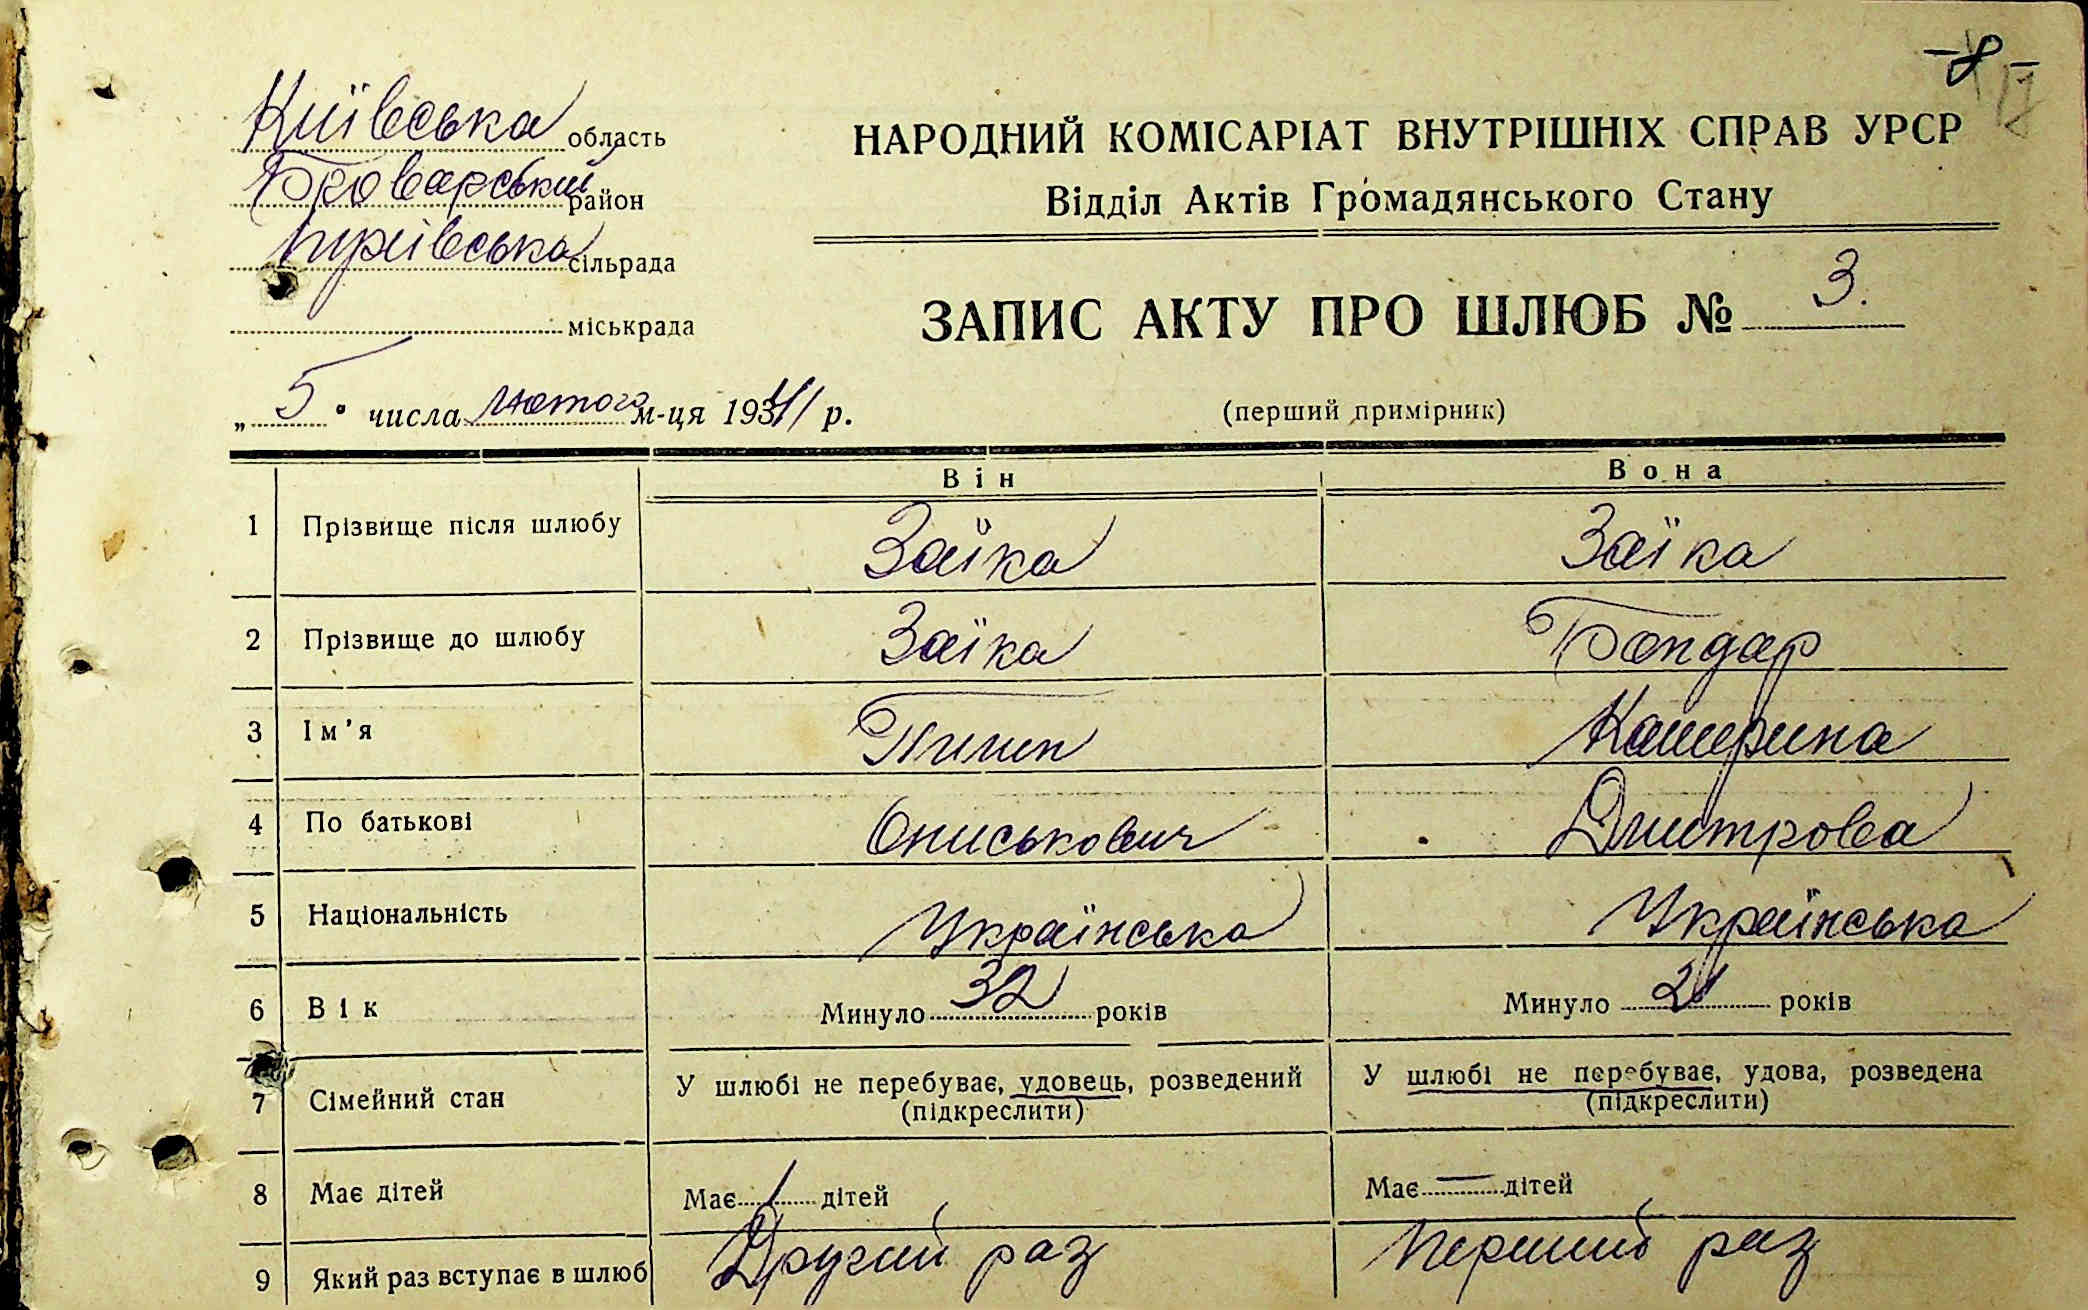 – 8 –
Київська область
Броварський район
сільрада
міськрада
НАРОДНИЙ КОМІСАРІАТ ВНУТРІШНІХ СПРАВ УРСР
Відділ Актів Громадянського Стану
ЗАПИС АКТУ ПРО ШЛЮБ № 3.
„ 5 " числа лютого м-ця 1941 р.
(перший примірник)
Він Вона
1 Прізвище після шлюбу Заїка Заїка
2 Прізвище до шлюбу Заїка Бондар
3 Ім'я Пилип Катерина
4 По батькові Ониськович Дмитрова
5 Національність Українська Українська
6 Вік Минуло 32 років Минуло 21 років
7 Сімейний стан У шлюбі не перебуває, удовець, розведений У шлюбі не перебуває, удова, розведена
(підкреслити) (підкреслити)
8 Має дітей Має 1 дітей Має — дітей
9 Який раз вступає в шлюб Другий раз Перший раз